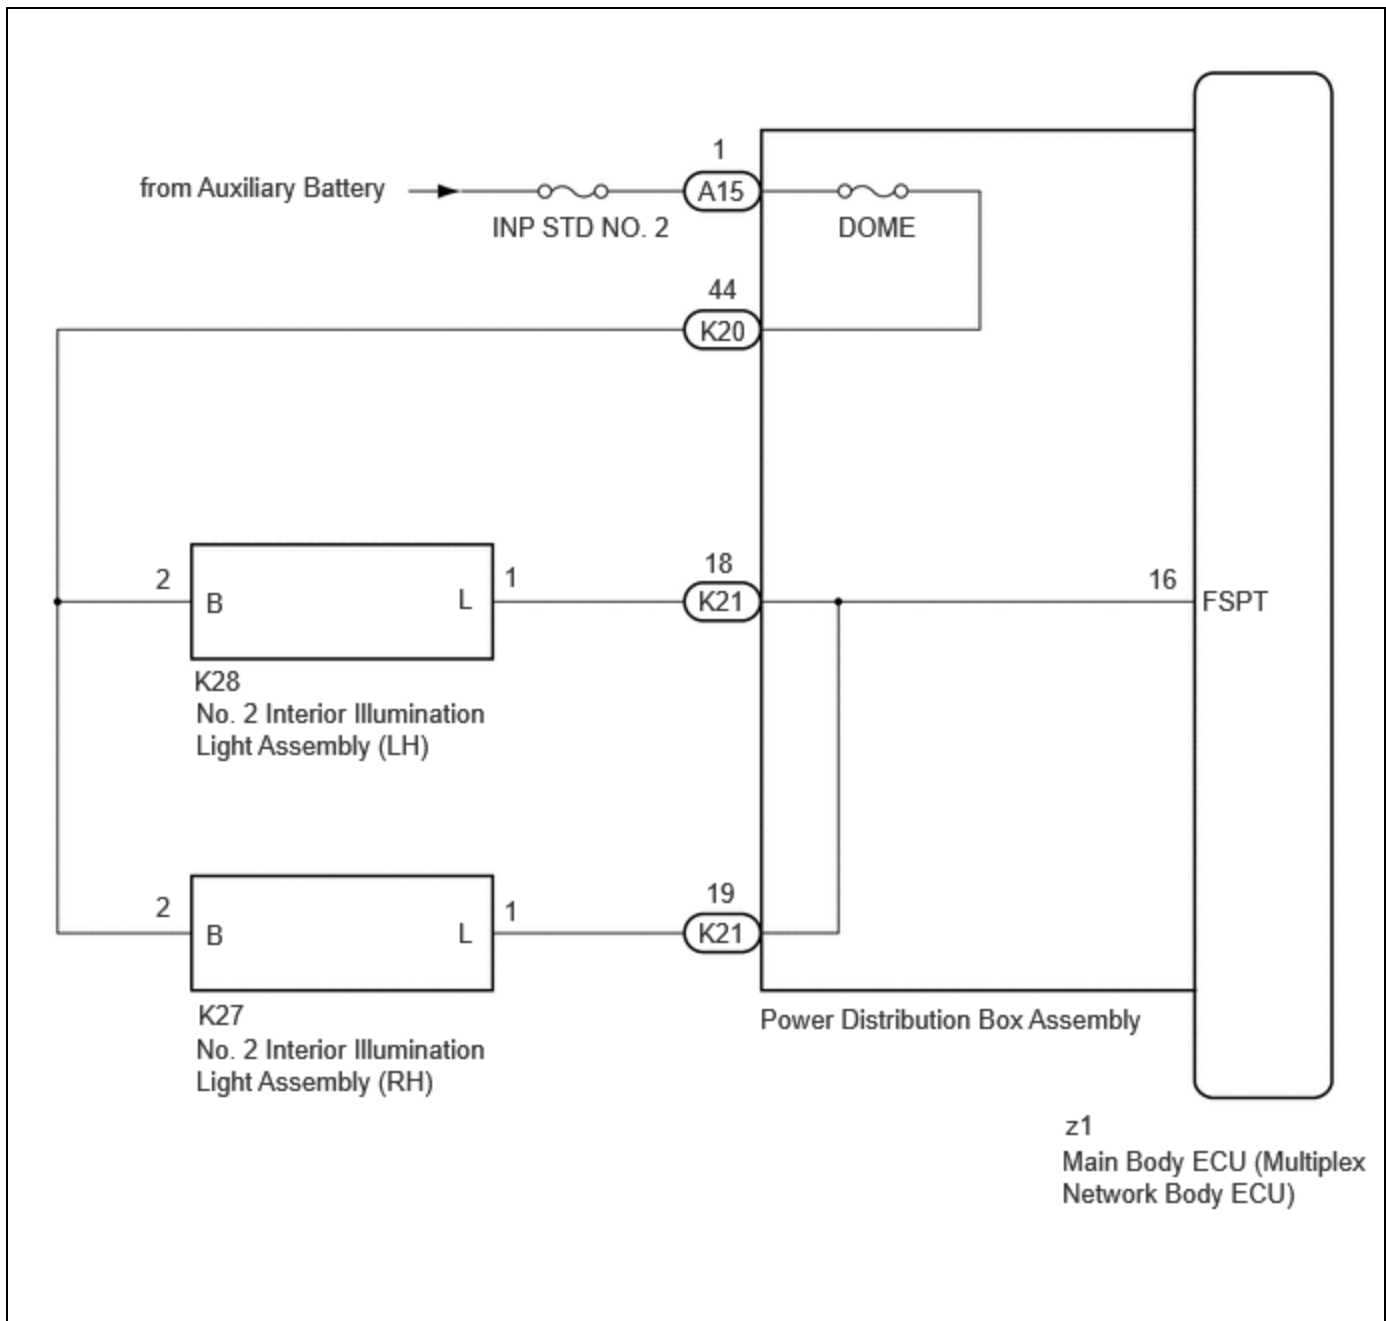 1
from Auxiliary Battery
A15
INP STD NO. 2
DOME
44
K20
18
2
1
16
B
L
K21
FSPT
K28
No. 2 Interior Illumination
Light Assembly (LH)
19
2
1
B
L
K21
K27
No. 2 Interior Illumination
Light Assembly (RH)
Power Distribution Box Assembly
z1
Main Body ECU (Multiplex
Network Body ECU)